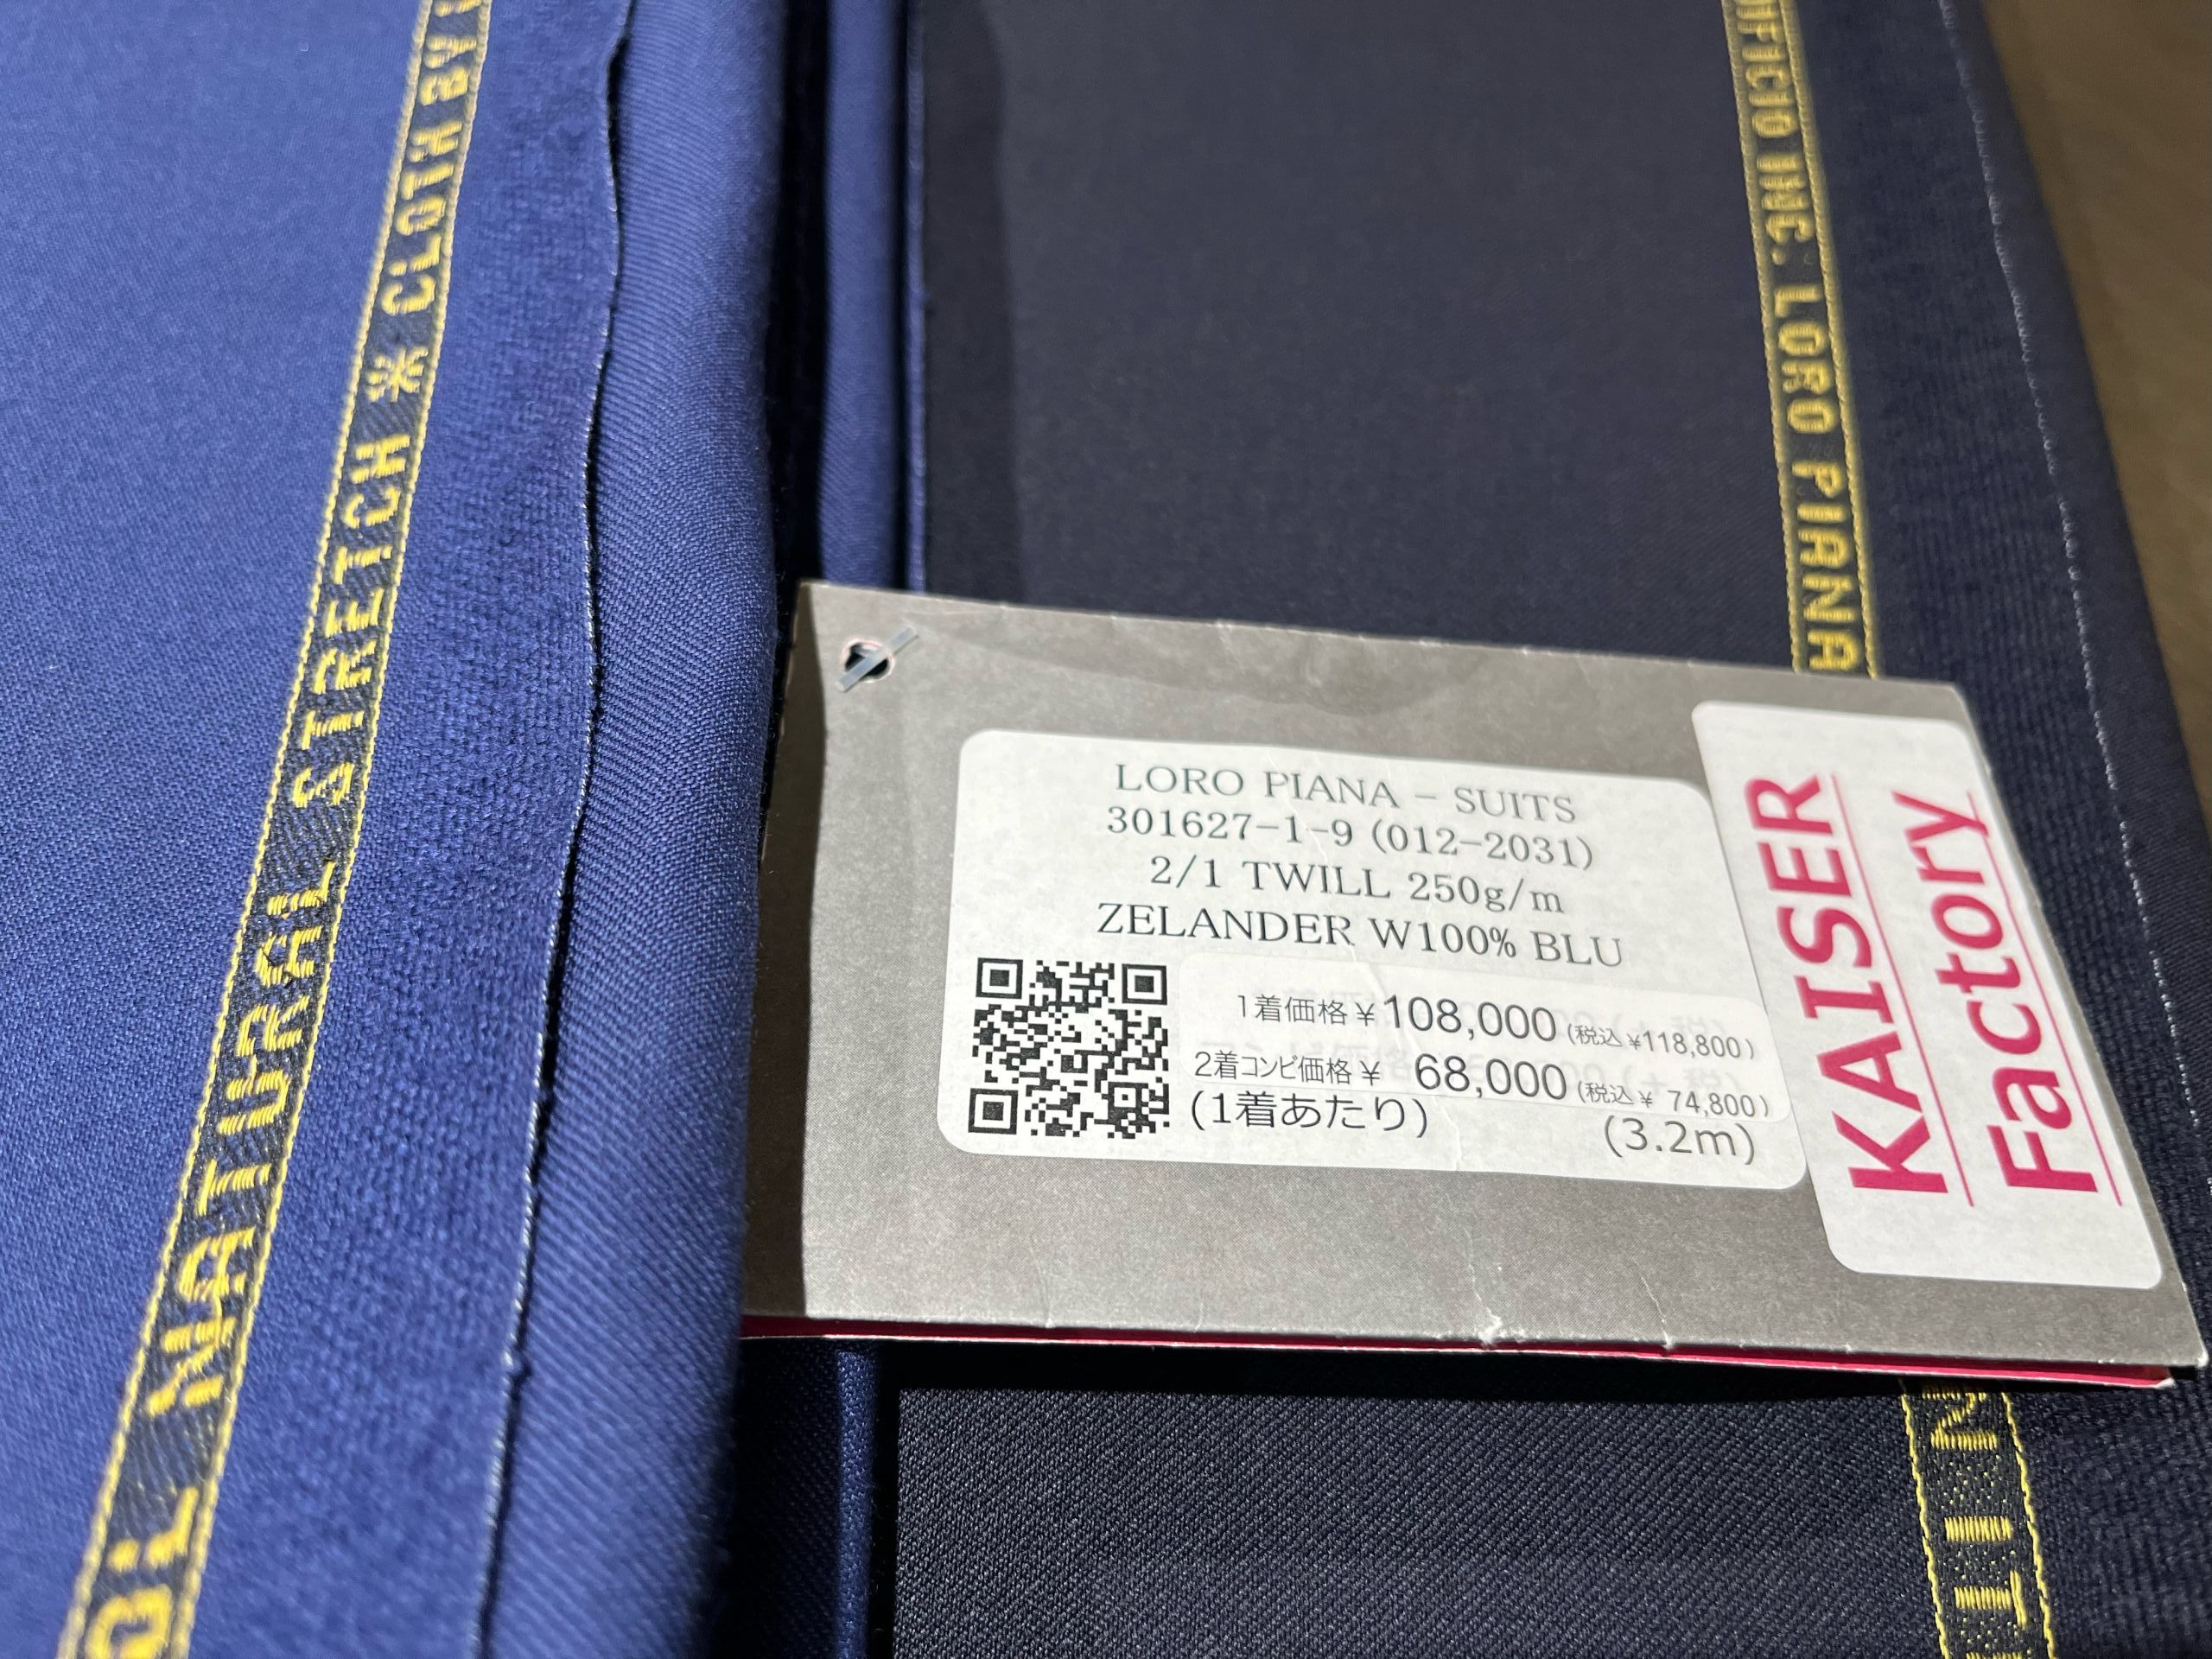 NATURAL STRETCH ※ CLOTH BY
INC. LORO PIANA
LORO PIANA - SUITS
301627-1-9 (012-2031)
2/1 TWILL 250g/m
ZELANDER W100% BLU
1着価格￥108,000(税込￥118,800)
2着コンビ価格￥ 68,000(税込￥ 74,800)
(1着あたり) (3.2m)
KAISER
Factory